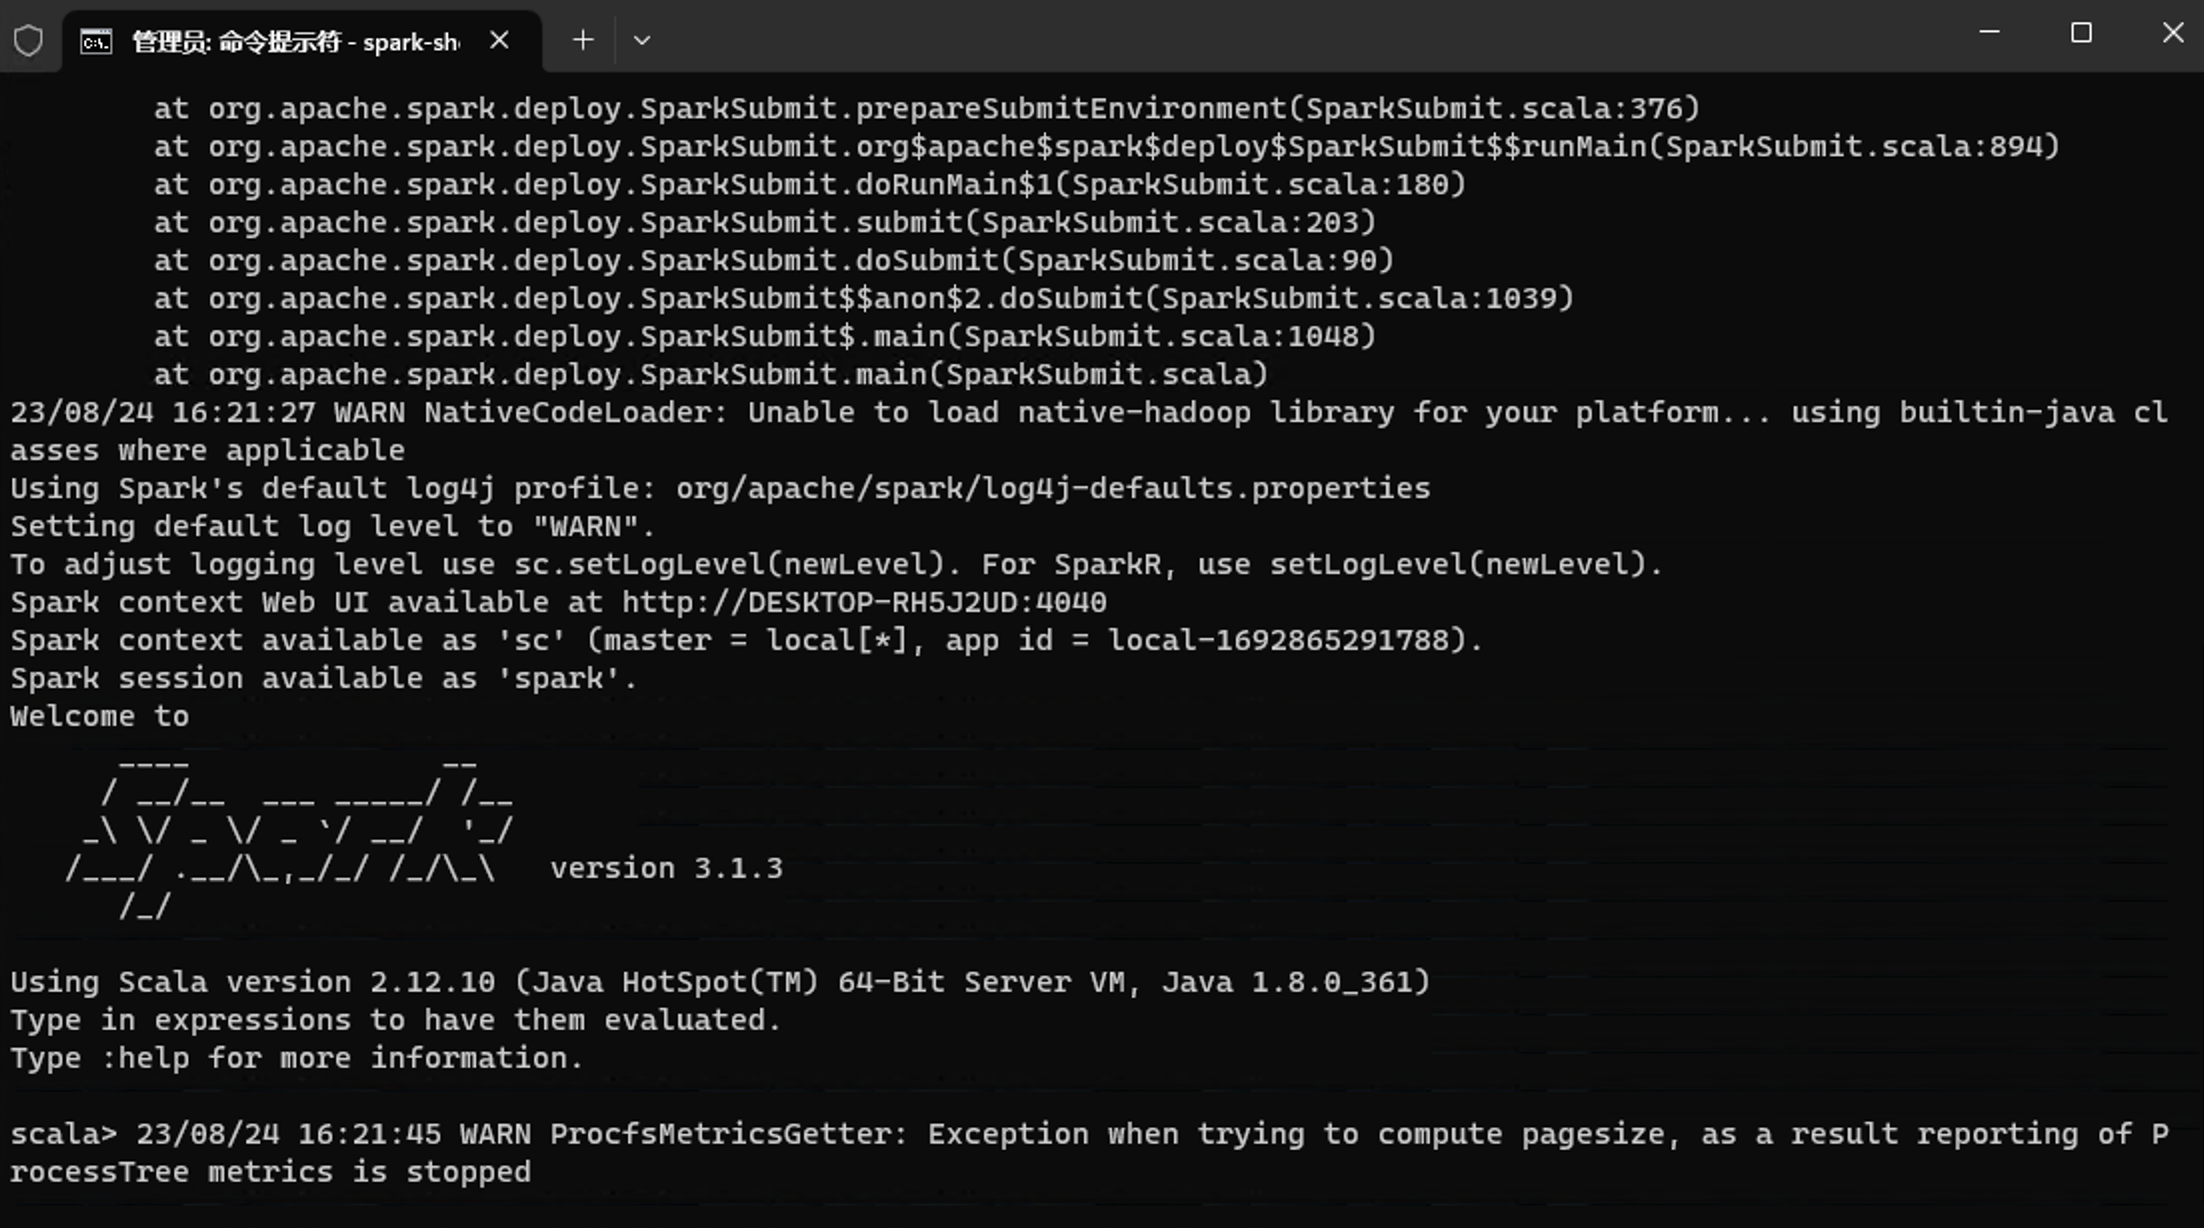 管理员: 命令提示符 - spark-sh
at org.apache.spark.deploy.SparkSubmit.prepareSubmitEnvironment(SparkSubmit.scala:376)
at org.apache.spark.deploy.SparkSubmit.org$apache$spark$deploy$SparkSubmit$$runMain(SparkSubmit.scala:894)
at org.apache.spark.deploy.SparkSubmit.doRunMain$1(SparkSubmit.scala:180)
at org.apache.spark.deploy.SparkSubmit.submit(SparkSubmit.scala:203)
at org.apache.spark.deploy.SparkSubmit.doSubmit(SparkSubmit.scala:90)
at org.apache.spark.deploy.SparkSubmit$$anon$2.doSubmit(SparkSubmit.scala:1039)
at org.apache.spark.deploy.SparkSubmit$.main(SparkSubmit.scala:1048)
at org.apache.spark.deploy.SparkSubmit.main(SparkSubmit.scala)
23/08/24 16:21:27 WARN NativeCodeLoader: Unable to load native-hadoop library for your platform... using builtin-java cl
asses where applicable
Using Spark's default log4j profile: org/apache/spark/log4j-defaults.properties
Setting default log level to "WARN".
To adjust logging level use sc.setLogLevel(newLevel). For SparkR, use setLogLevel(newLevel).
Spark context Web UI available at http://DESKTOP-RH5J2UD:4040
Spark context available as 'sc' (master = local[*], app id = local-1692865291788).
Spark session available as 'spark'.
Welcome to
      ____              __
     / __/__  ___ _____/ /__
    _\ \/ _ \/ _ `/ __/  '_/
   /___/ .__/\_,_/_/ /_/\_\   version 3.1.3
      /_/
Using Scala version 2.12.10 (Java HotSpot(TM) 64-Bit Server VM, Java 1.8.0_361)
Type in expressions to have them evaluated.
Type :help for more information.
scala> 23/08/24 16:21:45 WARN ProcfsMetricsGetter: Exception when trying to compute pagesize, as a result reporting of P
rocessTree metrics is stopped